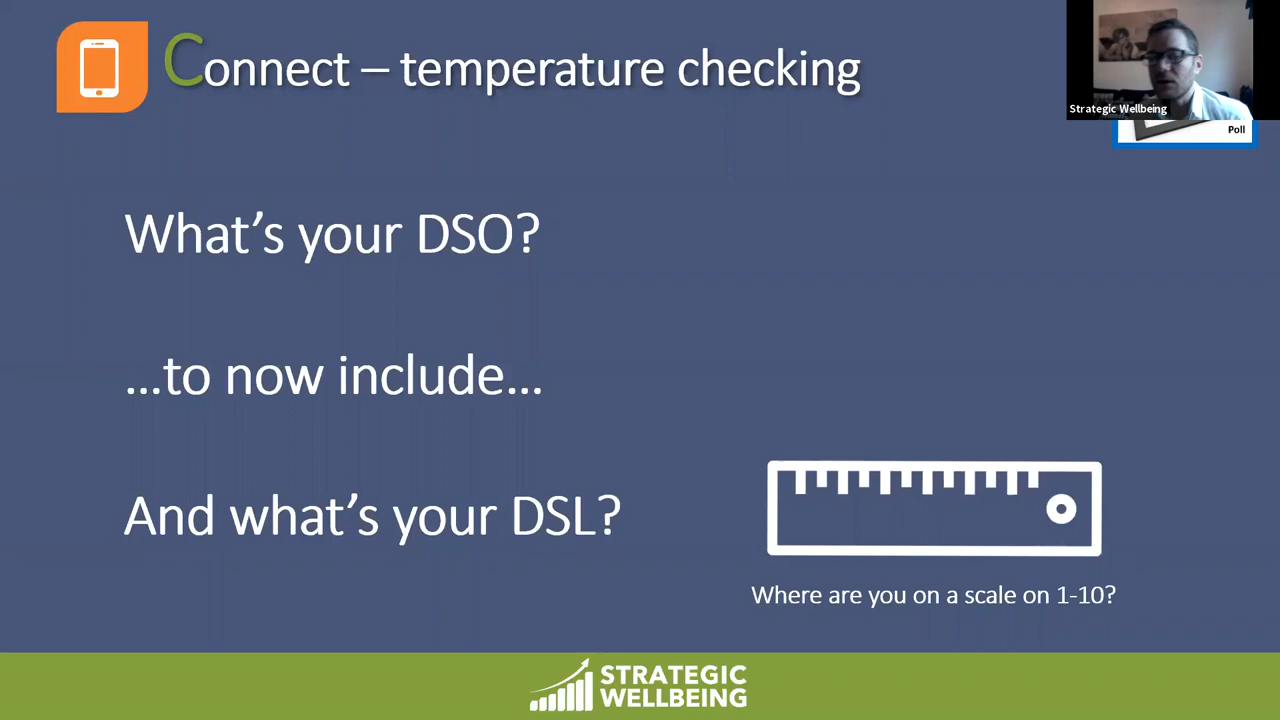 Connect – temperature checking
Strategic Wellbeing
Poll
What's your DSO?
...to now include...
And what's your DSL?
Where are you on a scale on 1-10?
STRATEGIC
WELLBEING